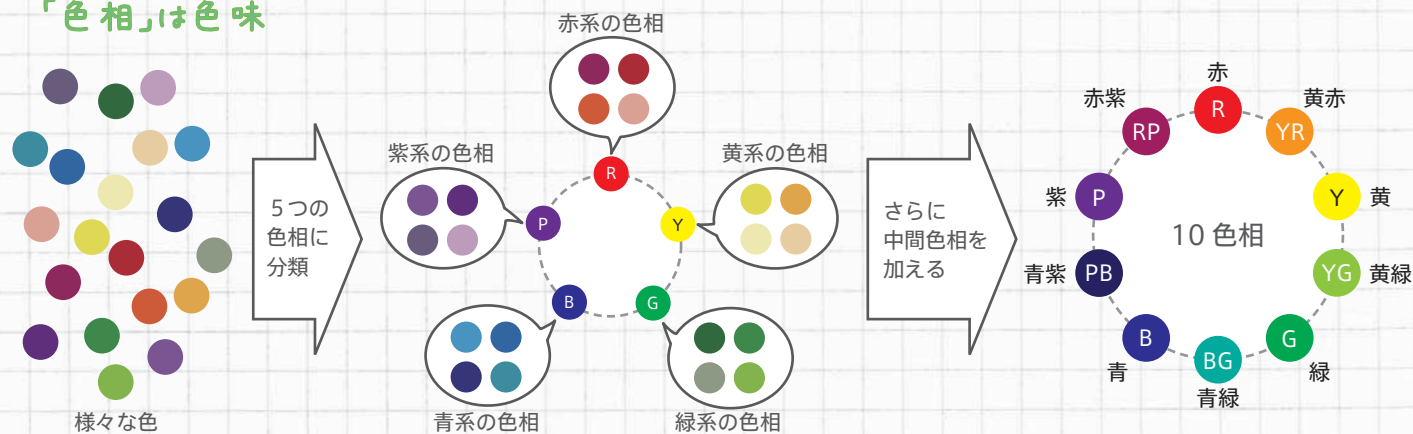 「色相」は色味
様々な色
5つの
色相に
分類
赤系の色相
紫系の色相
黄系の色相
R
P
Y
B
G
青系の色相
緑系の色相
さらに
中間色相を
加える
赤
赤紫
黄赤
R
RP
YR
紫
P
Y
黄
10 色相
青紫
PB
YG
黄緑
B
G
BG
青
緑
青緑